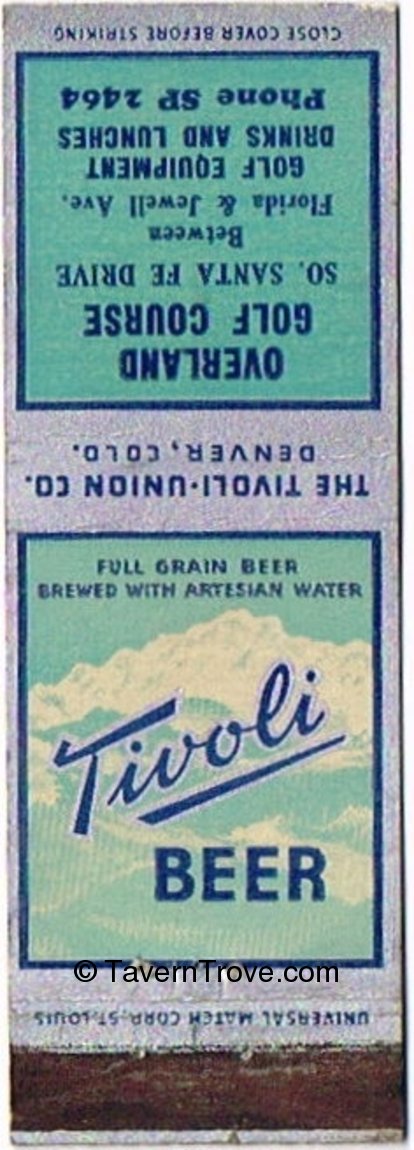 CLOSE COVER BEFORE STRIKING
OVERLAND
GOLF COURSE
SO. SANTA FE DRIVE
Between
Florida & Jewell Ave.
GOLF EQUIPMENT
DRINKS AND LUNCHES
Phone SP 2464
THE TIVOLI-UNION CO.
DENVER, COLO.
FULL GRAIN BEER
BREWED WITH ARTESIAN WATER
Tivoli
BEER
© TavernTrove.com
UNIVERSAL MATCH CORP. ST. LOUIS